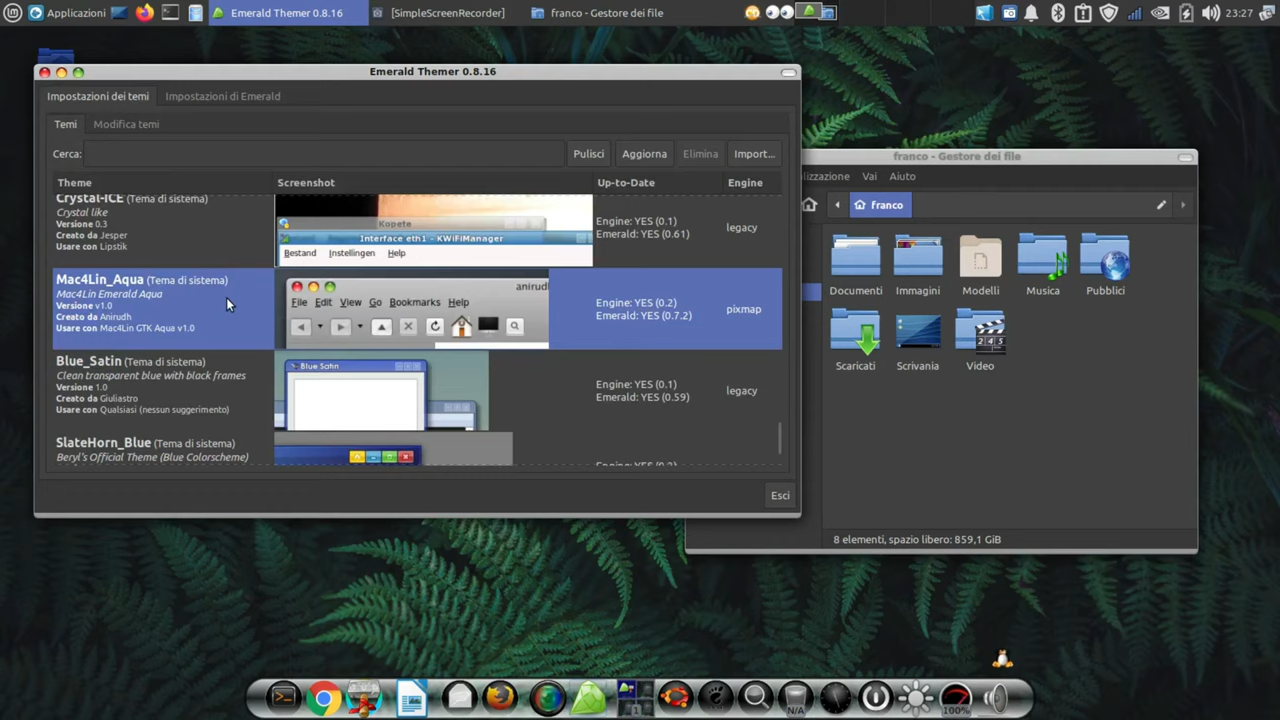 Applicazioni
Emerald Themer 0.8.16
[SimpleScreenRecorder]
franco - Gestore dei file
23:27
Emerald Themer 0.8.16
Impostazioni dei temi
Impostazioni di Emerald
Temi
Modifica temi
Cerca:
Pulisci
Aggiorna
Elimina
Import...
Theme
Screenshot
Up-to-Date
Engine
Crystal-ICE (Tema di sistema)
Crystal like
Versione 0.3
Creato da Jesper
Usare con Lipstik
Kopete
Interface eth1 - KWiFiManager
Bestand Instellingen Help
Engine: YES (0.1)
Emerald: YES (0.61)
legacy
Mac4Lin_Aqua (Tema di sistema)
Mac4Lin Emerald Aqua
Versione v1.0
Creato da Anirudh
Usare con Mac4Lin GTK Aqua v1.0
anirudh
File Edit View Go Bookmarks Help
Engine: YES (0.2)
Emerald: YES (0.7.2)
pixmap
Blue_Satin (Tema di sistema)
Clean transparent blue with black frames
Versione 1.0
Creato da Giuliastro
Usare con Qualsiasi (nessun suggerimento)
Blue Satin
Engine: YES (0.1)
Emerald: YES (0.59)
legacy
SlateHorn_Blue (Tema di sistema)
Beryl's Official Theme (Blue Colorscheme)
Esci
franco - Gestore dei file
lizzazione Vai Aiuto
franco
Documenti
Immagini
Modelli
Musica
Pubblici
Scaricati
Scrivania
Video
8 elementi, spazio libero: 859,1 GiB
1
N/A
100%